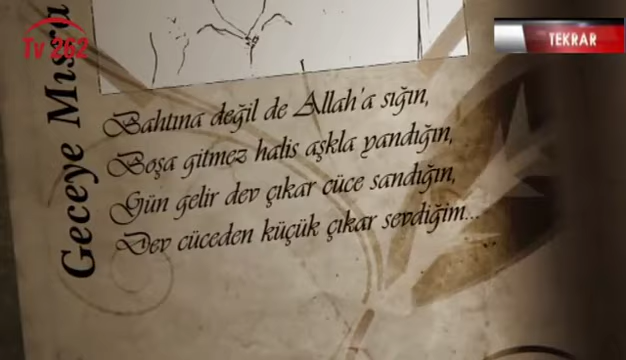 Tv 262
TEKRAR
Geceye Mısra
Bahtına değil de Allah'a sığın,
Boşa gitmez halis aşkla yandığın,
Gün gelir dev çıkar cüce sandığın,
Dev cüceden küçük çıkar sevdiğim...